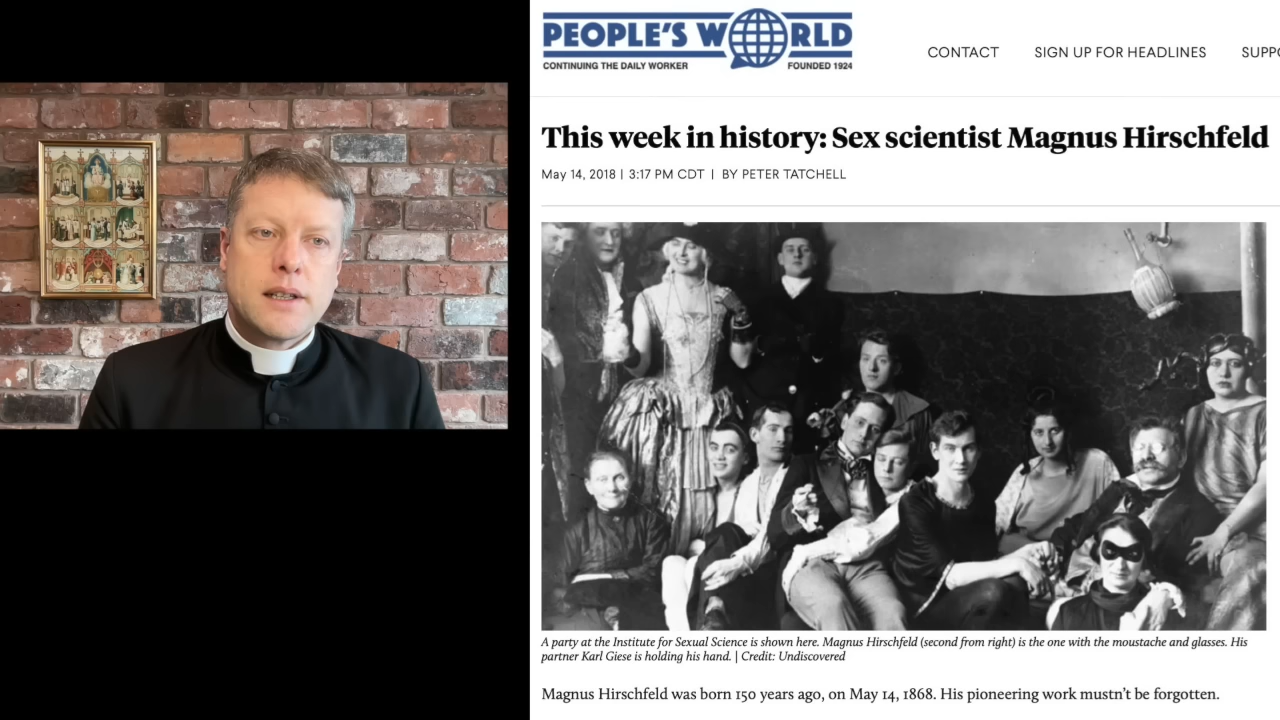 PEOPLE'S WORLD
CONTINUING THE DAILY WORKER FOUNDED 1924
CONTACT SIGN UP FOR HEADLINES SUPPO
This week in history: Sex scientist Magnus Hirschfeld
May 14, 2018 | 3:17 PM CDT | BY PETER TATCHELL
A party at the Institute for Sexual Science is shown here. Magnus Hirschfeld (second from right) is the one with the moustache and glasses. His
partner Karl Giese is holding his hand. | Credit: Undiscovered
Magnus Hirschfeld was born 150 years ago, on May 14, 1868. His pioneering work mustn't be forgotten.